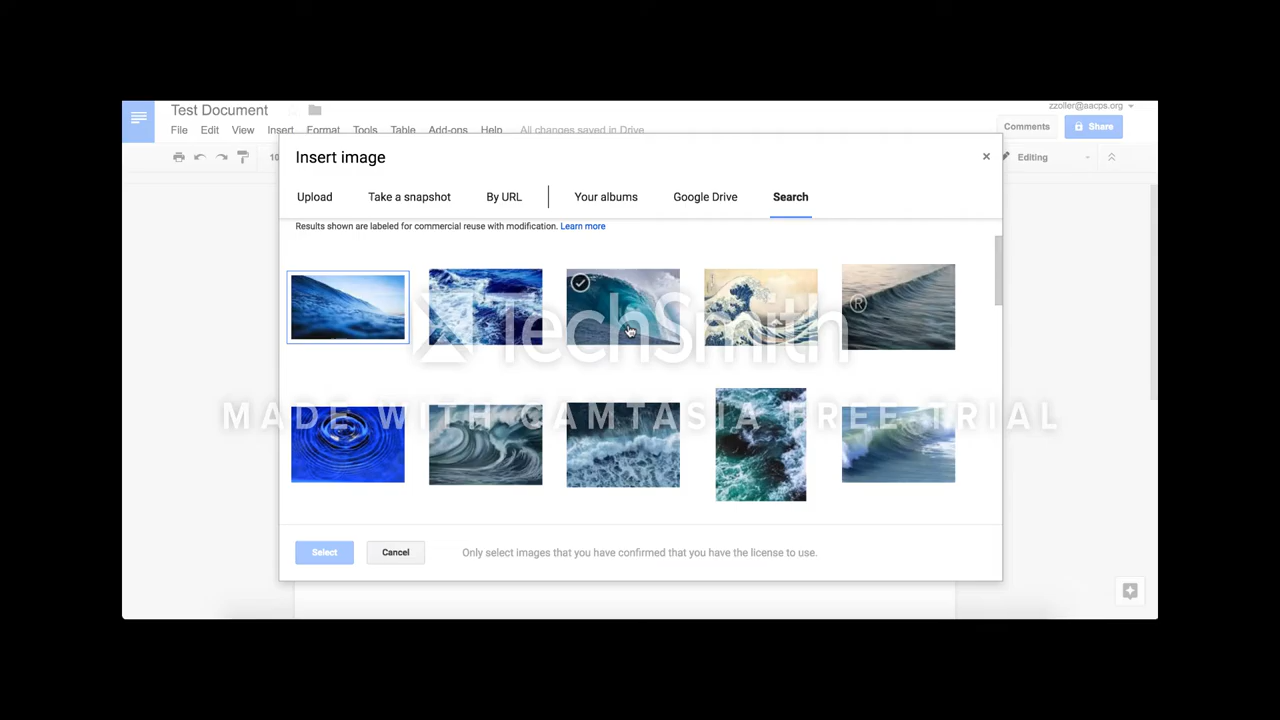 Test Document
zzoller@aacps.org
File Edit View Insert Format Tools Table Add-ons Help All changes saved in Drive
Comments Share
10
Editing
Insert image
×
Upload Take a snapshot By URL Your albums Google Drive Search
Results shown are labeled for commercial reuse with modification. Learn more
TechSmith®
MADE WITH CAMTASIA FREE TRIAL
Select Cancel Only select images that you have confirmed that you have the license to use.